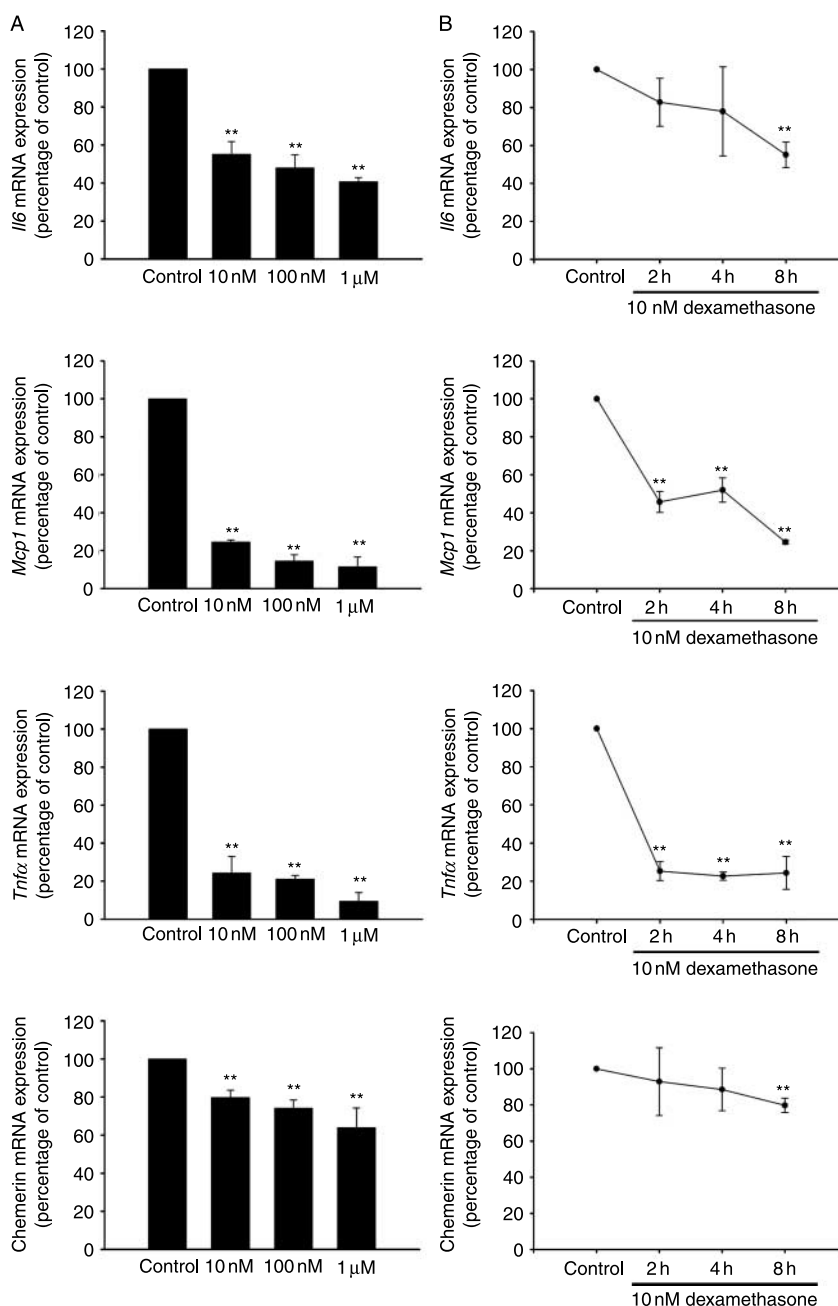 A
Il6 mRNA expression
(percentage of control)
120
100
80
60
40
20
0
**
**
**
Control 10 nM 100 nM 1 μM
B
Il6 mRNA expression
(percentage of control)
120
100
80
60
40
20
0
**
Control 2 h 4 h 8 h
10 nM dexamethasone
Mcp1 mRNA expression
(percentage of control)
120
100
80
60
40
20
0
**
**
**
Control 10 nM 100 nM 1 μM
Mcp1 mRNA expression
(percentage of control)
120
100
80
60
40
20
0
**
**
**
Control 2 h 4 h 8 h
10 nM dexamethasone
Tnfα mRNA expression
(percentage of control)
120
100
80
60
40
20
0
**
**
**
Control 10 nM 100 nM 1 μM
Tnfα mRNA expression
(percentage of control)
120
100
80
60
40
20
0
**
**
**
Control 2 h 4 h 8 h
10 nM dexamethasone
Chemerin mRNA expression
(percentage of control)
120
100
80
60
40
20
0
**
**
**
Control 10 nM 100 nM 1 μM
Chemerin mRNA expression
(percentage of control)
120
100
80
60
40
20
0
**
Control 2 h 4 h 8 h
10 nM dexamethasone